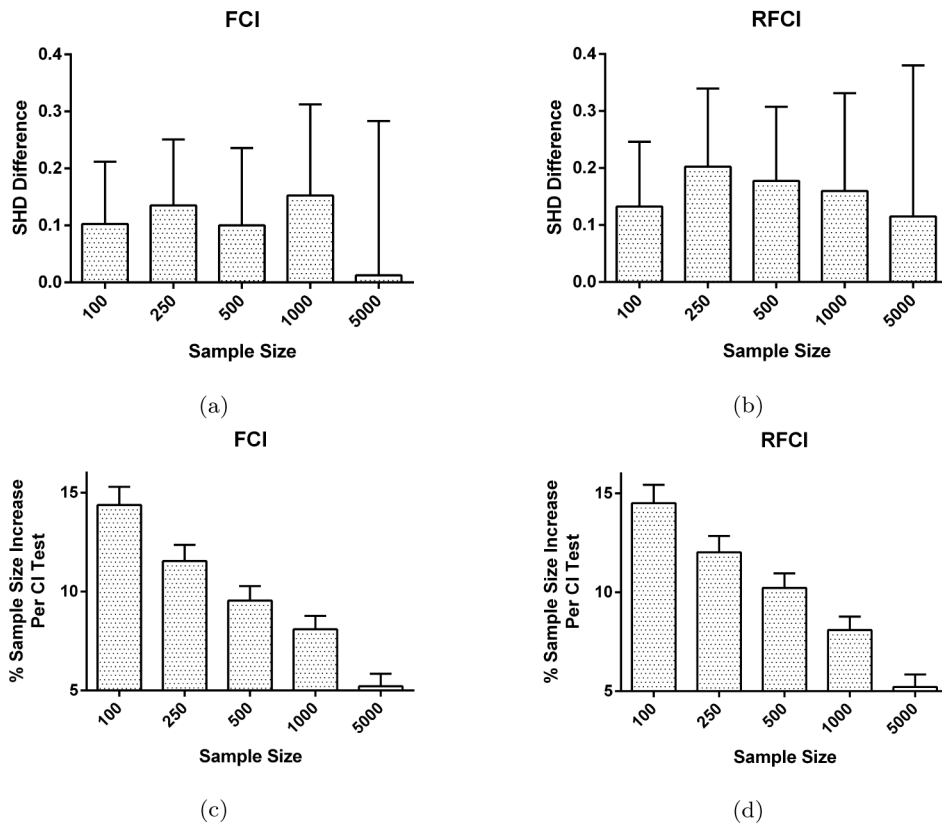 FCI
SHD Difference
0.4
0.3
0.2
0.1
0.0
100
250
500
1000
5000
Sample Size
(a)
RFCI
SHD Difference
0.4
0.3
0.2
0.1
0.0
100
250
500
1000
5000
Sample Size
(b)
FCI
% Sample Size Increase
Per CI Test
15
10
5
100
250
500
1000
5000
Sample Size
(c)
RFCI
% Sample Size Increase
Per CI Test
15
10
5
100
250
500
1000
5000
Sample Size
(d)